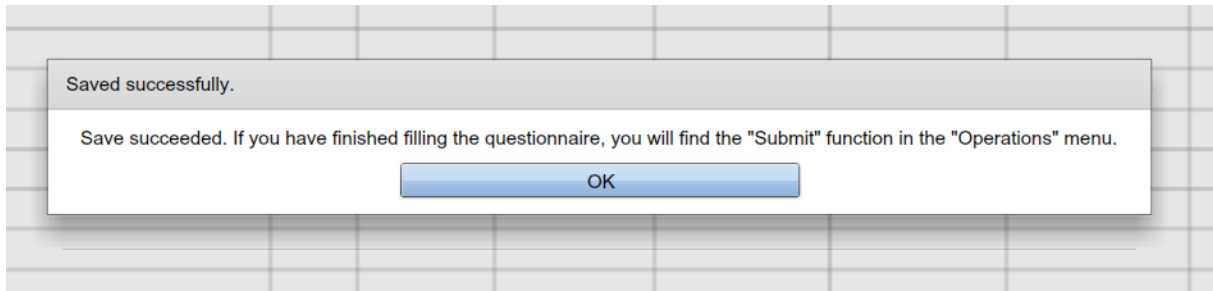 Saved successfully.
Save succeeded. If you have finished filling the questionnaire, you will find the "Submit" function in the "Operations" menu.
OK